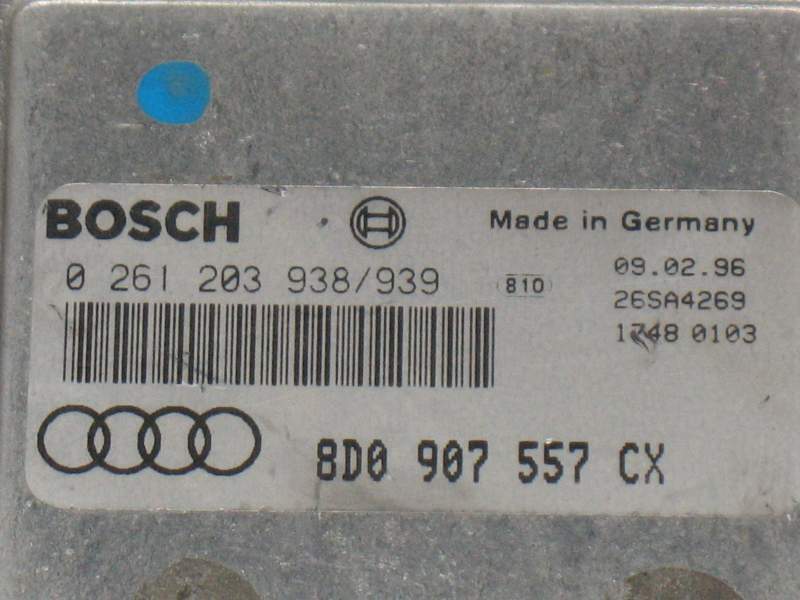 BOSCH Made in Germany
0 261 203 938/939 810 09.02.96
26SA4269
1748 0103
8D0 907 557 CX